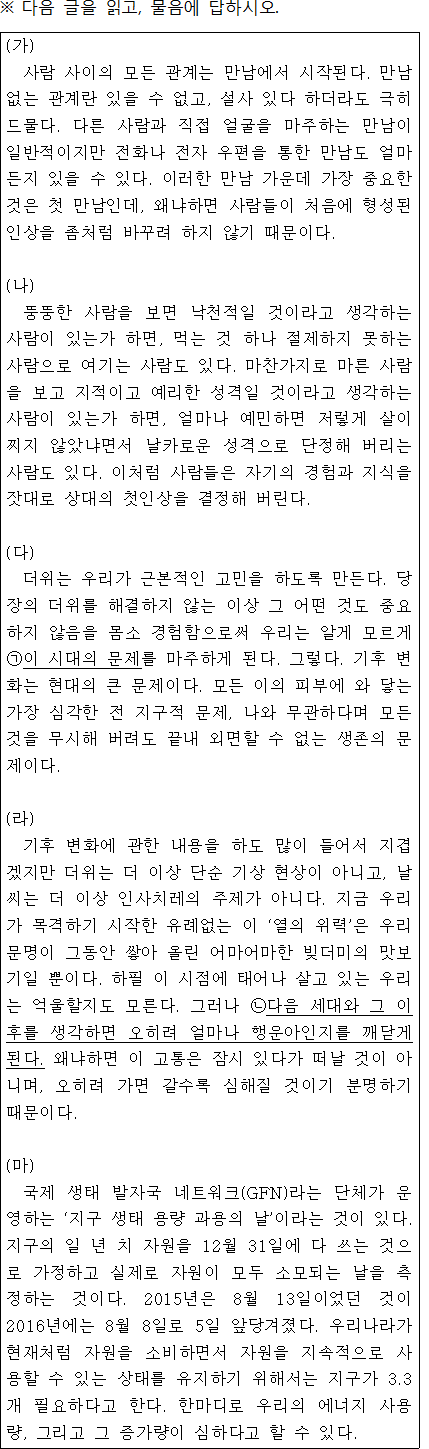 ※ 다음 글을 읽고, 물음에 답하시오.
(가)
사람 사이의 모든 관계는 만남에서 시작된다. 만남
없는 관계란 있을 수 없고, 설사 있다 하더라도 극히
드물다. 다른 사람과 직접 얼굴을 마주하는 만남이
일반적이지만 전화나 전자 우편을 통한 만남도 얼마
든지 있을 수 있다. 이러한 만남 가운데 가장 중요한
것은 첫 만남인데, 왜냐하면 사람들이 처음에 형성된
인상을 좀처럼 바꾸려 하지 않기 때문이다.
(나)
뚱뚱한 사람을 보면 낙천적일 것이라고 생각하는
사람이 있는가 하면, 먹는 것 하나 절제하지 못하는
사람으로 여기는 사람도 있다. 마찬가지로 마른 사람
을 보고 지적이고 예리한 성격일 것이라고 생각하는
사람이 있는가 하면, 얼마나 예민하면 저렇게 살이
찌지 않았냐면서 날카로운 성격으로 단정해 버리는
사람도 있다. 이처럼 사람들은 자기의 경험과 지식을
잣대로 상대의 첫인상을 결정해 버린다.
(다)
더위는 우리가 근본적인 고민을 하도록 만든다. 당
장의 더위를 해결하지 않는 이상 그 어떤 것도 중요
하지 않음을 몸소 경험함으로써 우리는 알게 모르게
㉠이 시대의 문제를 마주하게 된다. 그렇다. 기후 변
화는 현대의 큰 문제이다. 모든 이의 피부에 와 닿는
가장 심각한 전 지구적 문제, 나와 무관하다며 모든
것을 무시해 버려도 끝내 외면할 수 없는 생존의 문
제이다.
(라)
기후 변화에 관한 내용을 하도 많이 들어서 지겹
겠지만 더위는 더 이상 단순 기상 현상이 아니고, 날
씨는 더 이상 인사치레의 주제가 아니다. 지금 우리
가 목격하기 시작한 유례없는 이 ‘열의 위력’은 우리
문명이 그동안 쌓아 올린 어마어마한 빚더미의 맛보
기일 뿐이다. 하필 이 시점에 태어나 살고 있는 우리
는 억울할지도 모른다. 그러나 ㉡다음 세대와 그 이
후를 생각하면 오히려 얼마나 행운아인지를 깨닫게
된다. 왜냐하면 이 고통은 잠시 있다가 떠날 것이 아
니며, 오히려 가면 갈수록 심해질 것이기 분명하기
때문이다.
(마)
국제 생태 발자국 네트워크(GFN)라는 단체가 운
영하는 ‘지구 생태 용량 과용의 날’이라는 것이 있다.
지구의 일 년 치 자원을 12월 31일에 다 쓰는 것으
로 가정하고 실제로 자원이 모두 소모되는 날을 측
정하는 것이다. 2015년은 8월 13일이었던 것이
2016년에는 8월 8일로 5일 앞당겨졌다. 우리나라가
현재처럼 자원을 소비하면서 자원을 지속적으로 사
용할 수 있는 상태를 유지하기 위해서는 지구가 3.3
개 필요하다고 한다. 한마디로 우리의 에너지 사용
량, 그리고 그 증가량이 심하다고 할 수 있다.